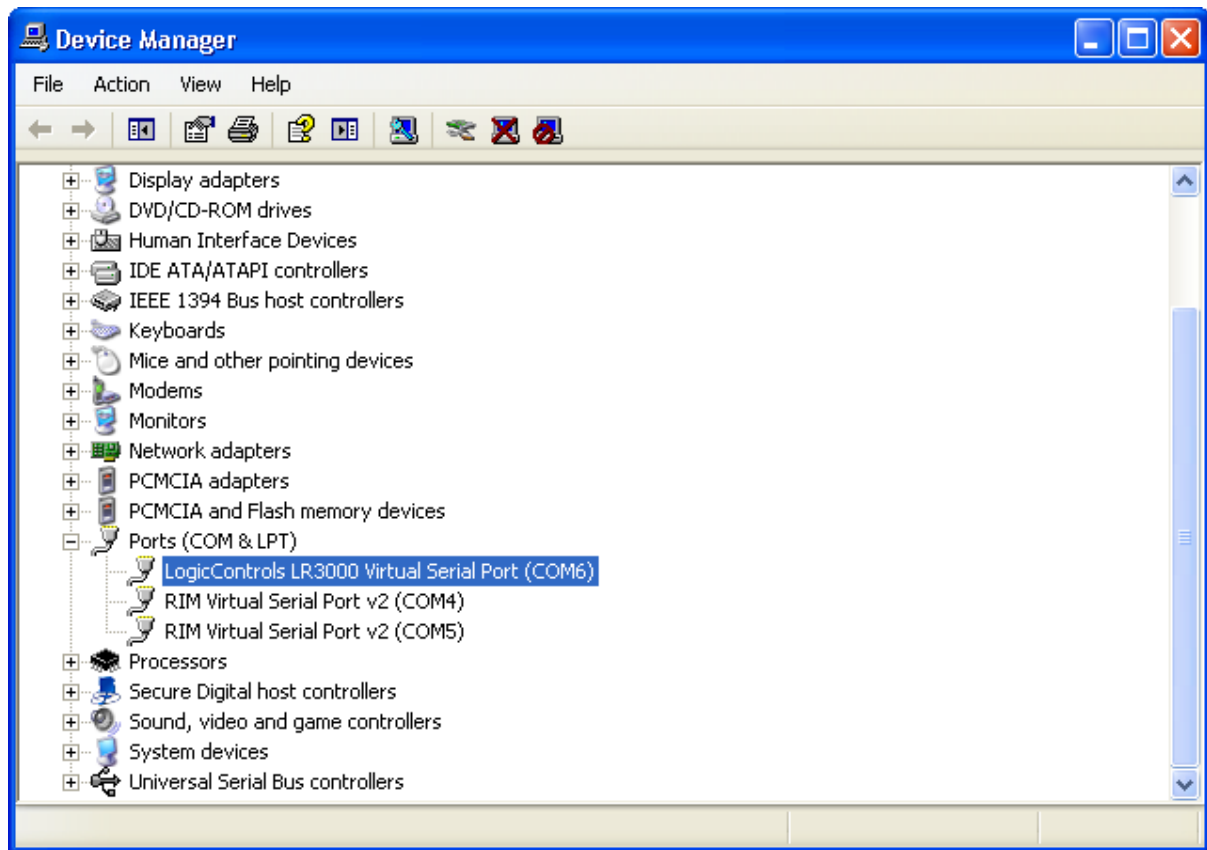 Device Manager
File Action View Help
Display adapters
DVD/CD-ROM drives
Human Interface Devices
IDE ATA/ATAPI controllers
IEEE 1394 Bus host controllers
Keyboards
Mice and other pointing devices
Modems
Monitors
Network adapters
PCMCIA adapters
PCMCIA and Flash memory devices
Ports (COM & LPT)
LogicControls LR3000 Virtual Serial Port (COM6)
RIM Virtual Serial Port v2 (COM4)
RIM Virtual Serial Port v2 (COM5)
Processors
Secure Digital host controllers
Sound, video and game controllers
System devices
Universal Serial Bus controllers